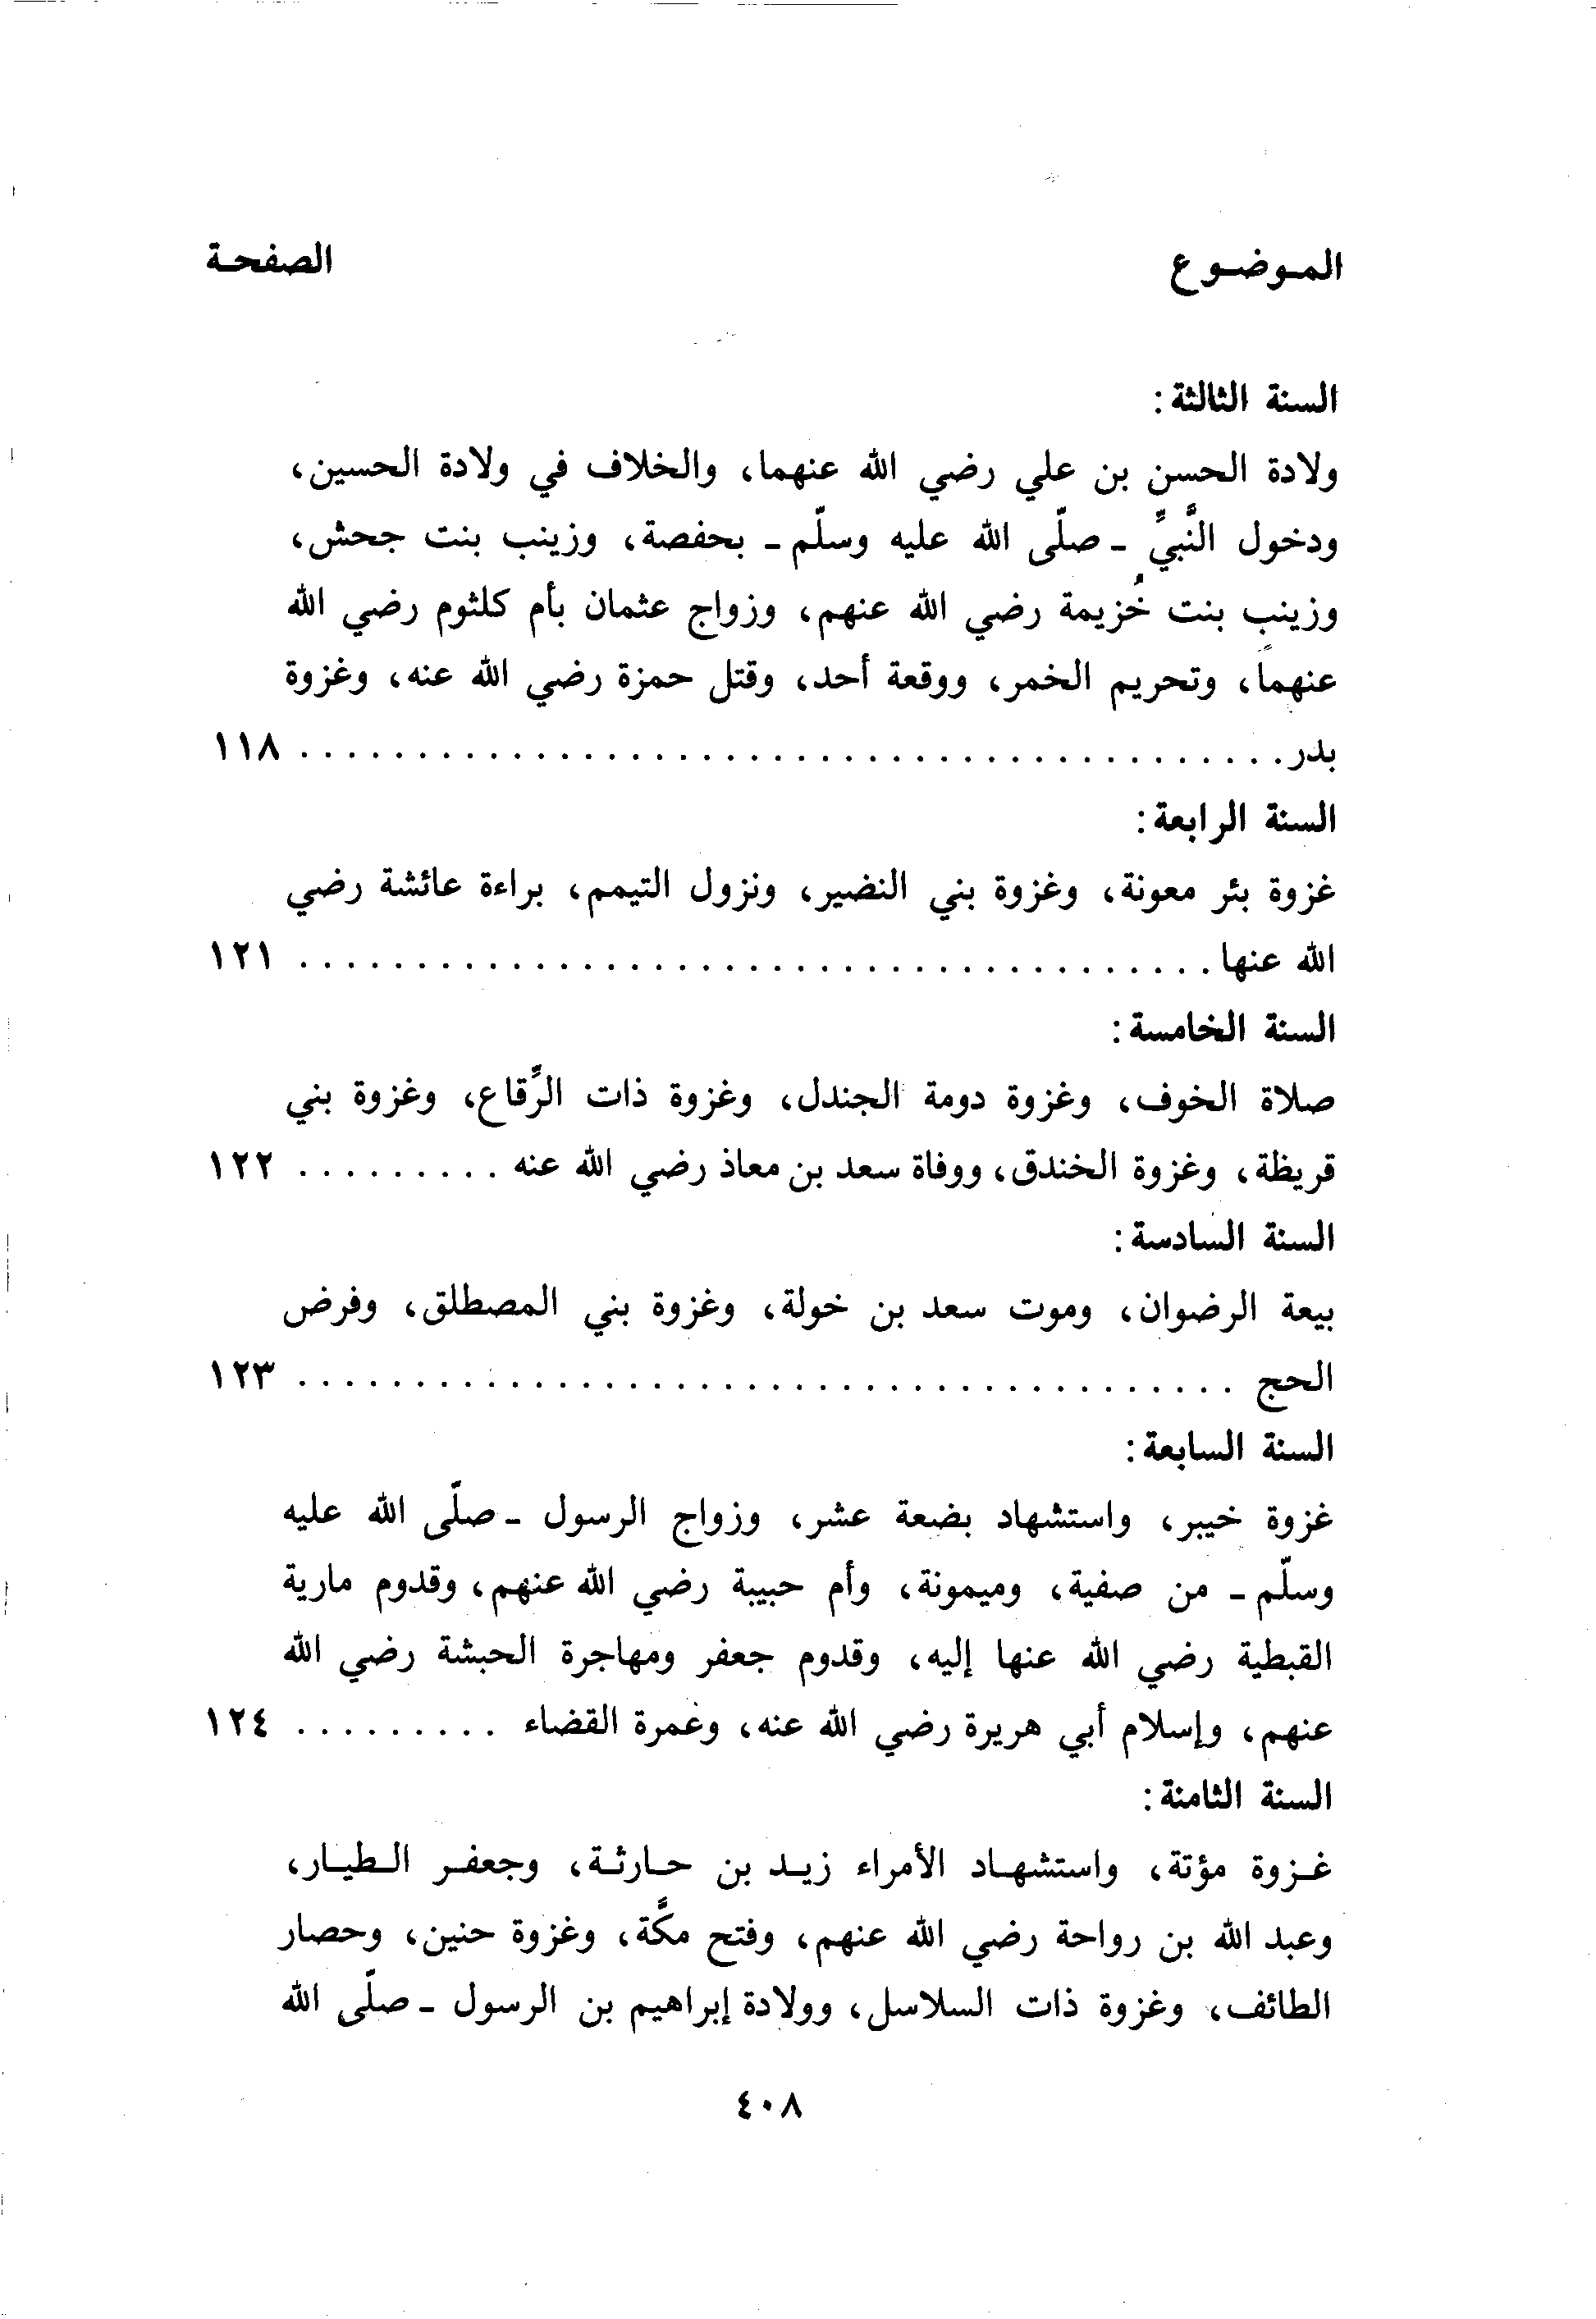 الموضوع الصفحة
السنة الثالثة:
ولادة الحسن بن علي رضي الله عنهما، والخلاف في ولادة الحسين،
ودخول النَّبيِّ - صلّى الله عليه وسلّم - بحفصة، وزينب بنت جحش،
وزينب بنت خُزيمة رضي الله عنهم، وزواج عثمان بأم كلثوم رضي الله
عنهما، وتحريم الخمر، ووقعة أحد، وقتل حمزة رضي الله عنه، وغزوة
بدر . . . . . . . . . . . . . . . . . . . . . . . . . . . . . . . . . . . . . . . . . . ١١٨
السنة الرابعة:
غزوة بئر معونة، وغزوة بني النضير، ونزول التيمم، براءة عائشة رضي
الله عنها . . . . . . . . . . . . . . . . . . . . . . . . . . . . . . . . . . . . . . . ١٢١
السنة الخامسة:
صلاة الخوف، وغزوة دومة الجندل، وغزوة ذات الرِّقاع، وغزوة بني
قريظة، وغزوة الخندق، ووفاة سعد بن معاذ رضي الله عنه . . . . . . . . . ١٢٢
السنة السادسة:
بيعة الرضوان، وموت سعد بن خولة، وغزوة بني المصطلق، وفرض
الحج . . . . . . . . . . . . . . . . . . . . . . . . . . . . . . . . . . . . . . . . ١٢٣
السنة السابعة:
غزوة خيبر، واستشهاد بضعة عشر، وزواج الرسول - صلّى الله عليه
وسلّم - من صفية، وميمونة، وأم حبيبة رضي الله عنهم، وقدوم مارية
القبطية رضي الله عنها إليه، وقدوم جعفر ومهاجرة الحبشة رضي الله
عنهم، وإسلام أبي هريرة رضي الله عنه، وعمرة القضاء . . . . . . . . . ١٢٤
السنة الثامنة:
غزوة مؤتة، واستشهاد الأمراء زيد بن حارثة، وجعفر الطيار،
وعبد الله بن رواحة رضي الله عنهم، وفتح مكَّة، وغزوة حنين، وحصار
الطائف، وغزوة ذات السلاسل، وولادة إبراهيم بن الرسول - صلّى الله
٤٠٨